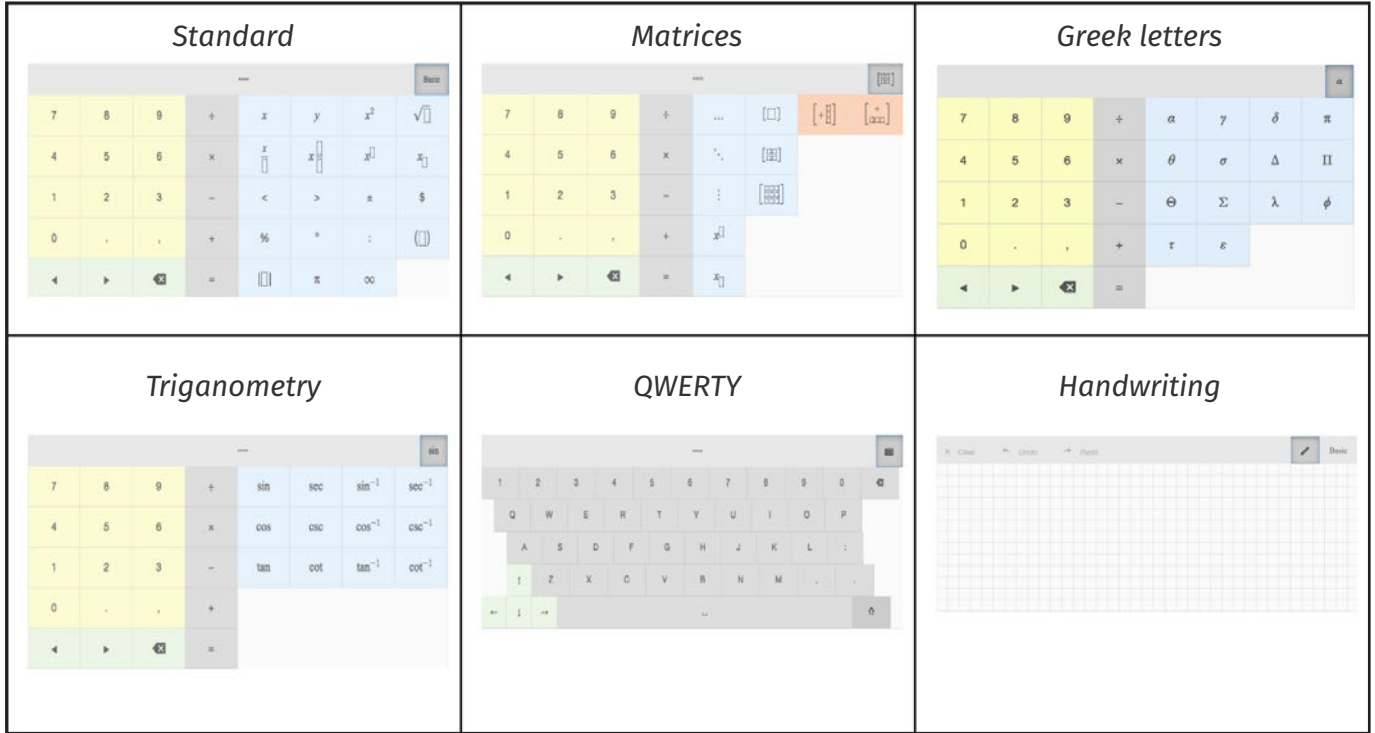 Standard
Basic
7 8 9 ÷ x y x² √▯
4 5 6 × x/▯ x▯/▯ x^▯ x_▯
1 2 3 − < > ± $
0 . , + % ° : (▯)
◄ ► ⌫ = |▯| π ∞
Matrices
7 8 9 ÷ … [▯]
4 5 6 × ⋱
1 2 3 − ⋮
0 . , + x^▯
◄ ► ⌫ = x_▯
Greek letters
α
7 8 9 ÷ α γ δ π
4 5 6 × θ σ Δ Π
1 2 3 − Θ Σ λ ϕ
0 . , + τ ε
◄ ► ⌫ =
Triganometry
sin
7 8 9 ÷ sin sec sin⁻¹ sec⁻¹
4 5 6 × cos csc cos⁻¹ csc⁻¹
1 2 3 − tan cot tan⁻¹ cot⁻¹
0 . , +
◄ ► ⌫ =
QWERTY
1 2 3 4 5 6 7 8 9 0 ⌫
Q W E R T Y U I O P
A S D F G H J K L :
↑ Z X C V B N M , .
← ↓ → ⇧
Handwriting
× Clear Undo Redo Basic